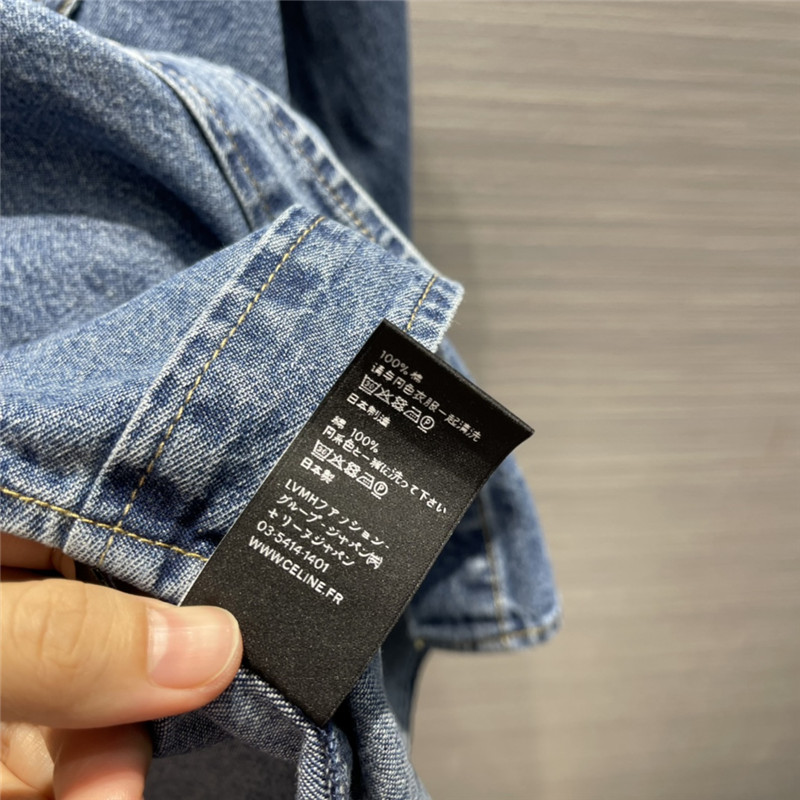 100% 棉
请与同色衣服一起清洗
日本制造
綿 100%
同系色と一緒に洗って下さい
日本製
LVMHファッション・
グループ・ジャパン㈱
セリーヌジャパン
03-5414-1401
WWW.CELINE.FR